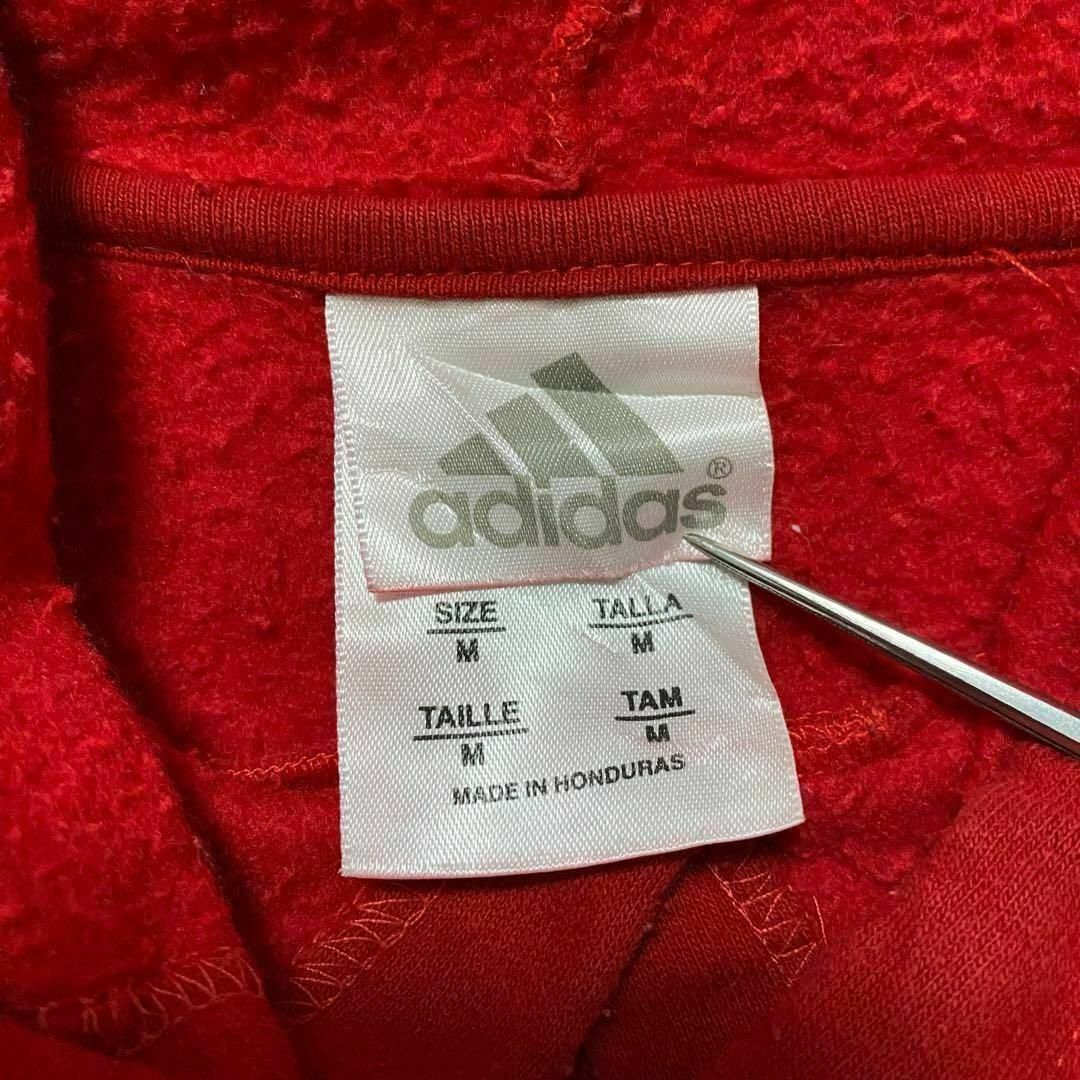 adidas®
SIZE TALLA
M M
TAILLE TAM
M M
MADE IN HONDURAS